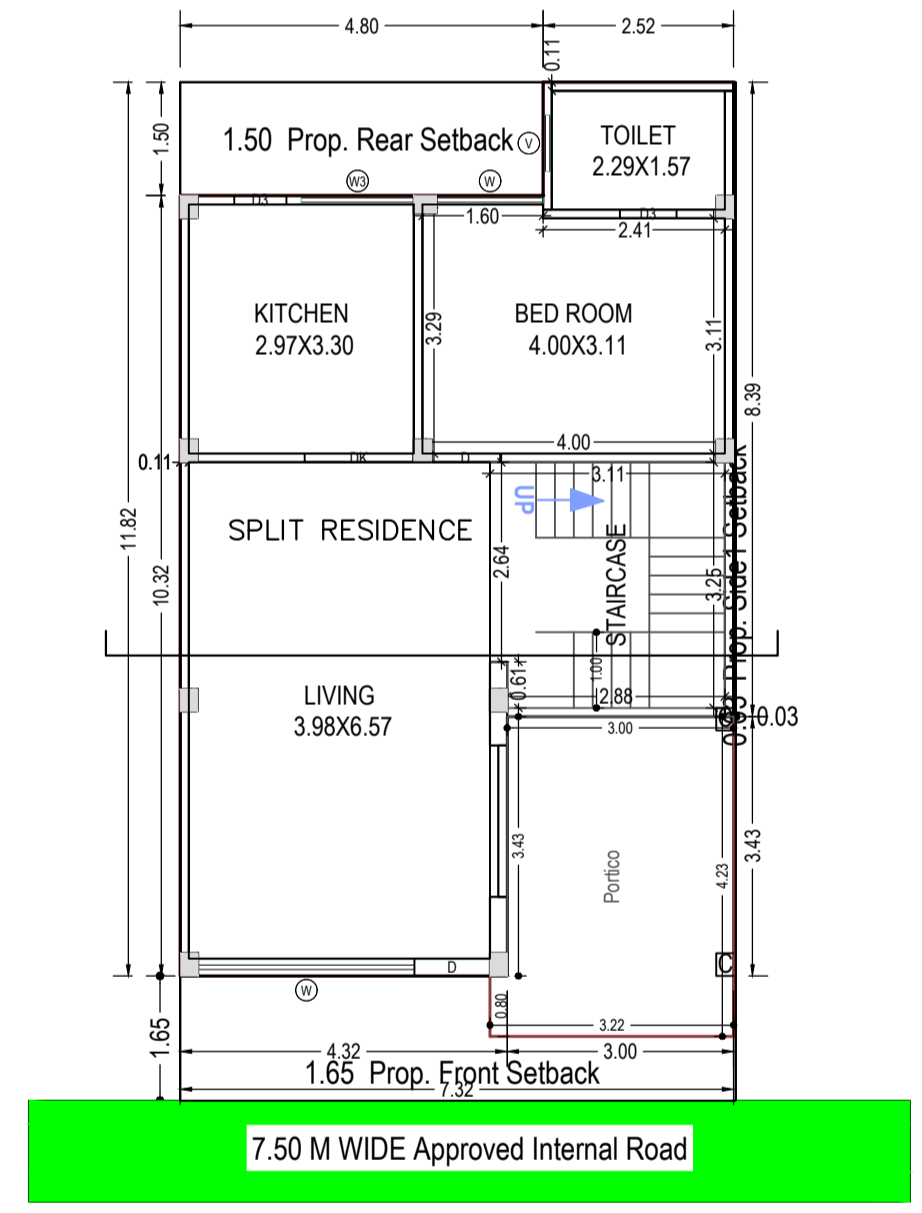 4.80
2.52
0.11
1.50
1.50 Prop. Rear Setback
V
TOILET
2.29X1.57
W3
W
D3
D3
1.60
2.41
KITCHEN
2.97X3.30
3.29
BED ROOM
4.00X3.11
3.11
8.39
4.00
0.11
DK
D
3.11
UP
SPLIT RESIDENCE
STAIRCASE
11.82
10.32
2.64
3.25
Prop. Side1 Setback
1.00
0.61
LIVING
3.98X6.57
2.88
0.03
3.00
3.43
Portico
4.23
3.43
D
C
W
0.80
3.22
1.65
4.32
3.00
1.65 Prop. Front Setback
7.32
7.50 M WIDE Approved Internal Road